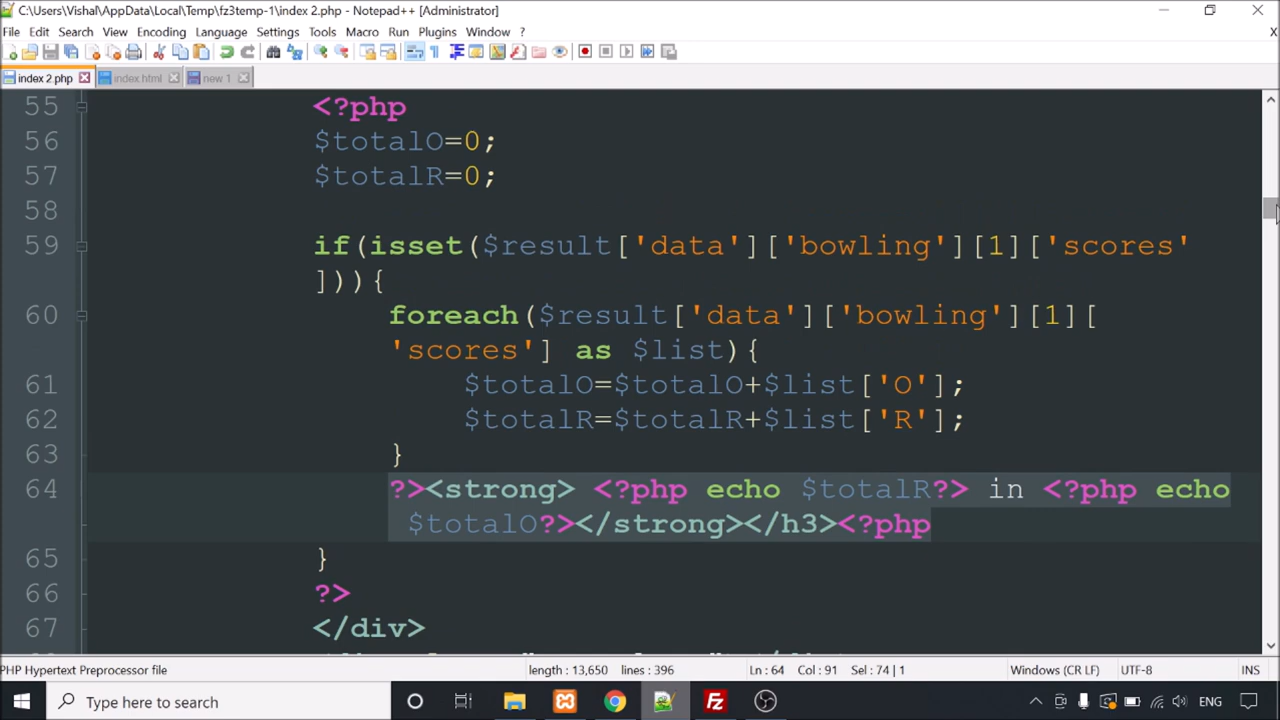 C:\Users\Vishal\AppData\Local\Temp\fz3temp-1\index 2.php - Notepad++ [Administrator]
File Edit Search View Encoding Language Settings Tools Macro Run Plugins Window ? X
index 2.php index.html new 1
55 <?php
56 $totalO=0;
57 $totalR=0;
58
59 if(isset($result['data']['bowling'][1]['scores'
])){
60 foreach($result['data']['bowling'][1][
'scores'] as $list){
61 $totalO=$totalO+$list['O'];
62 $totalR=$totalR+$list['R'];
63 }
64 ?><strong> <?php echo $totalR?> in <?php echo
$totalO?></strong></h3><?php
65 }
66 ?>
67 </div>
PHP Hypertext Preprocessor file length : 13,650 lines : 396 Ln : 64 Col : 91 Sel : 74 | 1 Windows (CR LF) UTF-8 INS
Type here to search ENG